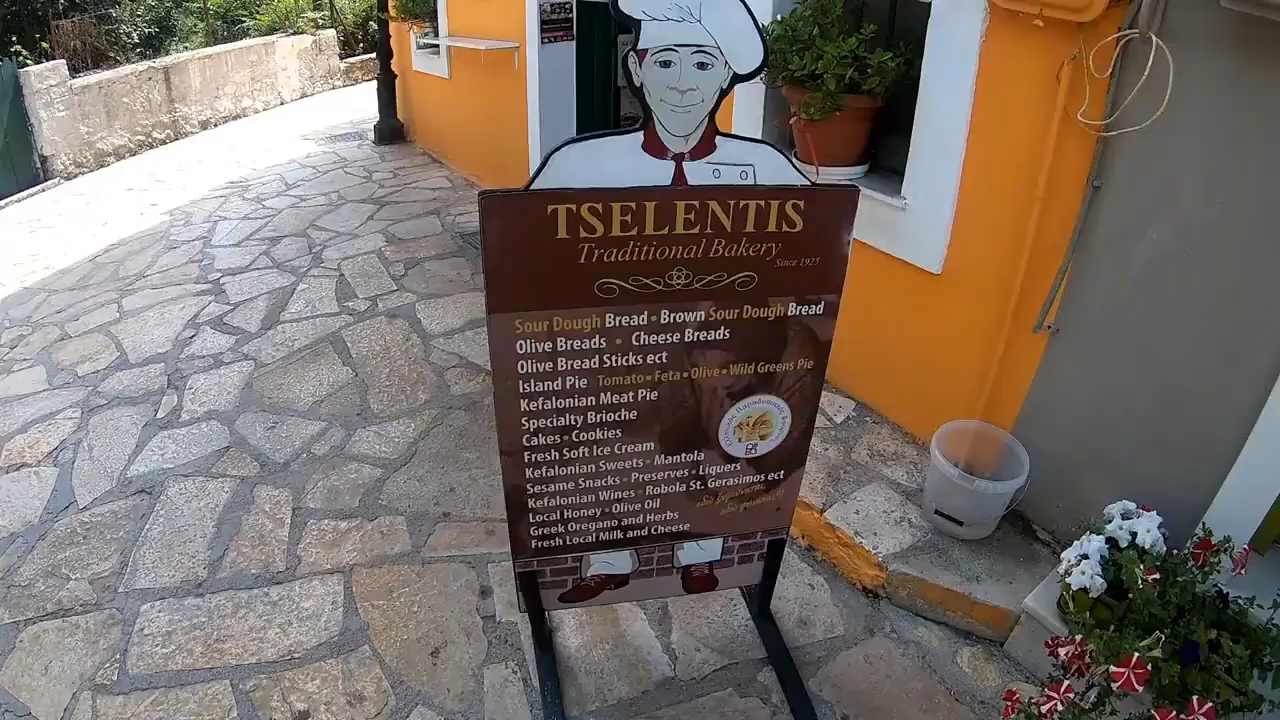 TSELENTIS
Traditional Bakery
Since 1925
Sour Dough Bread • Brown Sour Dough Bread
Olive Breads • Cheese Breads
Olive Bread Sticks ect
Island Pie Tomato • Feta • Olive • Wild Greens Pie
Kefalonian Meat Pie
Specialty Brioche
Cakes • Cookies
Fresh Soft Ice Cream
Kefalonian Sweets • Mantola
Sesame Snacks • Preserves • Liquers
Kefalonian Wines • Robola St. Gerasimos ect
Local Honey • Olive Oil
Greek Oregano and Herbs
Fresh Local Milk and Cheese